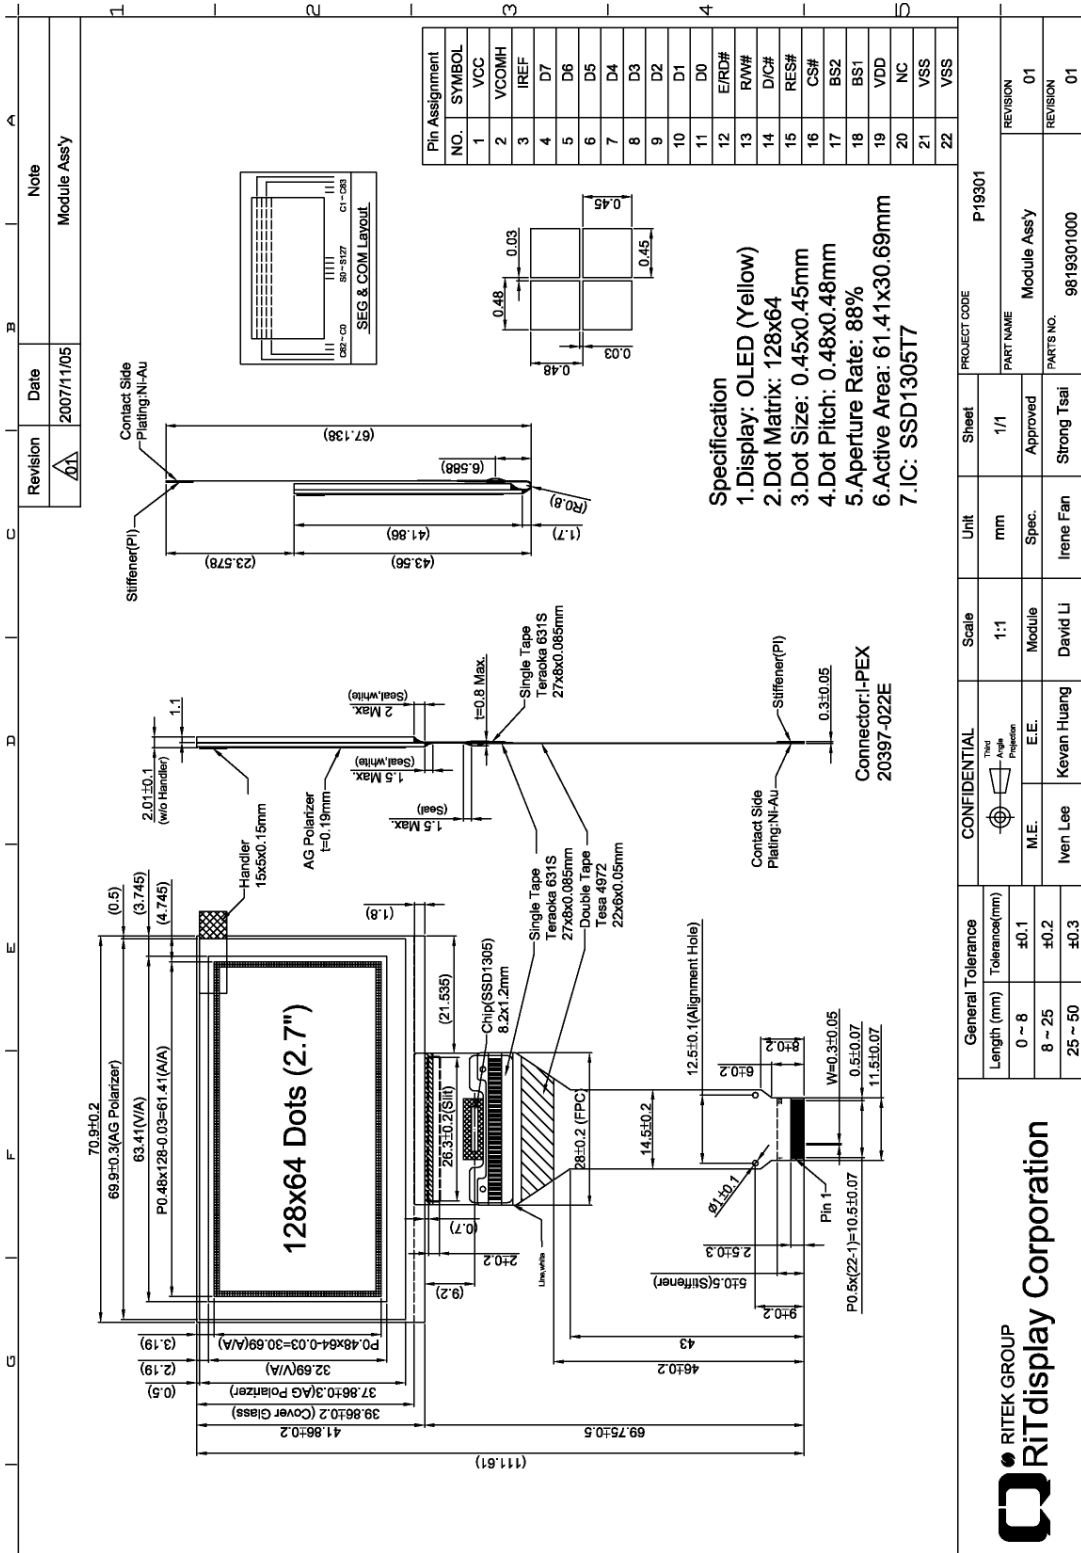 1
2
3
4
5
A
B
C
D
E
F
G
Revision
Date
Note
01
2007/11/05
Module Ass'y
Pin Assignment
NO. SYMBOL
1 VCC
2 VCOMH
3 IREF
4 D7
5 D6
6 D5
7 D4
8 D3
9 D2
10 D1
11 D0
12 E/RD#
13 R/W#
14 D/C#
15 RES#
16 CS#
17 BS2
18 BS1
19 VDD
20 NC
21 VSS
22 VSS
C62~C0
S0~S127
C1~C63
SEG & COM Layout
0.48
0.03
0.45
0.48
0.03
0.45
Specification
1.Display: OLED (Yellow)
2.Dot Matrix: 128x64
3.Dot Size: 0.45x0.45mm
4.Dot Pitch: 0.48x0.48mm
5.Aperture Rate: 88%
6.Active Area: 61.41x30.69mm
7.IC: SSD1305T7
Contact Side
Plating:Ni-Au
Stiffener(PI)
(67.138)
(6.588)
(R0.8)
(1.7)
(41.86)
(43.56)
(23.578)
2.01±0.1
(w/o Handler)
1.1
Handler
15x5x0.15mm
AG Polarizer
t=0.19mm
2 Max.
(Seal,white)
1.5 Max.
(Seal,white)
1.5 Max.
(Seal)
t=0.8 Max.
Single Tape
Teraoka 631S
27x8x0.085mm
Stiffener(PI)
0.3±0.05
Contact Side
Plating:Ni-Au
Connector:I-PEX
20397-022E
70.9±0.2
69.9±0.3(AG Polarizer)
63.41(V/A)
P0.48x128-0.03=61.41(A/A)
(0.5)
(3.745)
(4.745)
128x64 Dots (2.7")
(1.8)
(21.535)
Chip(SSD1305)
8.2x1.2mm
26.3±0.2(Slit)
Single Tape
Teraoka 631S
27x8x0.085mm
Double Tape
Tesa 4972
22x6x0.05mm
28±0.2 (FPC)
14.5±0.2
12.5±0.1(Alignment Hole)
6±0.2
8±0.2
W=0.3±0.05
0.5±0.07
11.5±0.07
P0.5x(22-1)=10.5±0.07
Pin 1
Ø1±0.1
2.5±0.3
5±0.5(Stiffener)
9±0.2
43
46±0.2
69.75±0.5
(0.7)
2±0.2
(9.2)
Line,white
(3.19)
(2.19)
(0.5)
P0.48x64-0.03=30.69(A/A)
32.69(V/A)
37.86±0.3(AG Polarizer)
39.86±0.2 (Cover Glass)
41.86±0.2
(111.61)
RITEK GROUP
RiTdisplay Corporation
General Tolerance
Length (mm) Tolerance(mm)
0 ~ 8 ±0.1
8 ~ 25 ±0.2
25 ~ 50 ±0.3
CONFIDENTIAL
Third
Angle
Projection
Scale
1:1
Unit
mm
Sheet
1/1
M.E.
E.E.
Module
Spec.
Approved
Iven Lee
Kevan Huang
David Li
Irene Fan
Strong Tsai
PROJECT CODE
P19301
PART NAME
Module Ass'y
REVISION
01
PARTS NO.
9819301000
REVISION
01